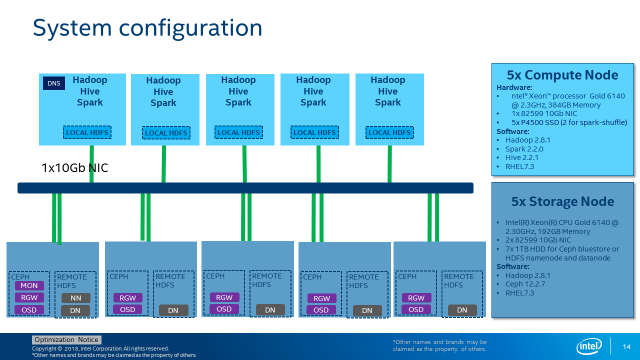 System configuration
DNS
Hadoop
Hive
Spark
LOCAL HDFS
Hadoop
Hive
Spark
LOCAL HDFS
Hadoop
Hive
Spark
LOCAL HDFS
Hadoop
Hive
Spark
LOCAL HDFS
Hadoop
Hive
Spark
LOCAL HDFS
1x10Gb NIC
CEPH
MON
RGW
OSD
REMOTE
HDFS
NN
DN
CEPH
RGW
OSD
REMOTE
HDFS
DN
CEPH
RGW
OSD
REMOTE
HDFS
DN
CEPH
RGW
OSD
REMOTE
HDFS
DN
CEPH
RGW
OSD
REMOTE
HDFS
DN
5x Compute Node
Hardware:
• ntel® Xeon™ processor Gold 6140
@ 2.3GHz, 384GB Memory
• 1x 82599 10Gb NIC
• 5x P4500 SSD (2 for spark-shuffle)
Software:
• Hadoop 2.8.1
• Spark 2.2.0
• Hive 2.2.1
• RHEL7.3
5x Storage Node
• Intel(R) Xeon(R) CPU Gold 6140 @
2.30GHz, 192GB Memory
• 2x 82599 10Gb NIC
• 7x 1TB HDD for Ceph bluestore or
HDFS namenode and datanode
Software:
• Hadoop 2.8.1
• Ceph 12.2.7
• RHEL7.3
Optimization Notice
Copyright © 2018, Intel Corporation. All rights reserved.
*Other names and brands may be claimed as the property of others.
*Other names and brands may be
claimed as the property of others.
intel
14